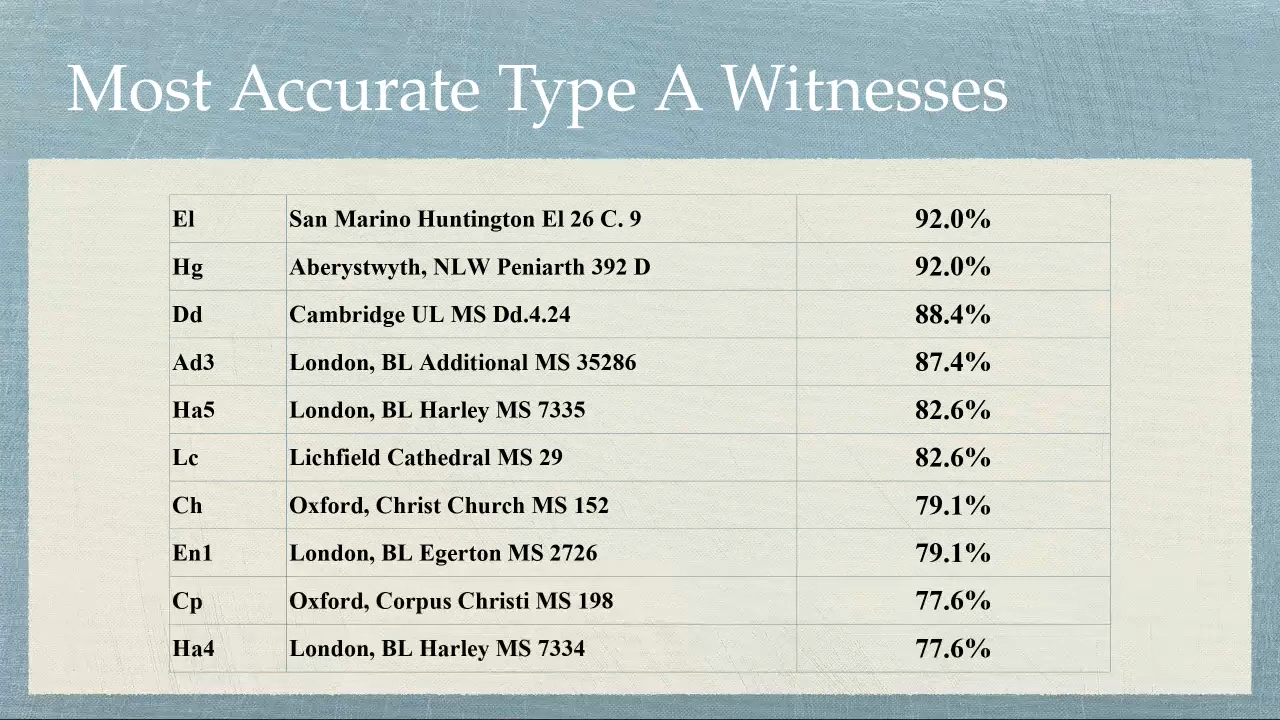 Most Accurate Type A Witnesses
El San Marino Huntington El 26 C. 9 92.0%
Hg Aberystwyth, NLW Peniarth 392 D 92.0%
Dd Cambridge UL MS Dd.4.24 88.4%
Ad3 London, BL Additional MS 35286 87.4%
Ha5 London, BL Harley MS 7335 82.6%
Lc Lichfield Cathedral MS 29 82.6%
Ch Oxford, Christ Church MS 152 79.1%
En1 London, BL Egerton MS 2726 79.1%
Cp Oxford, Corpus Christi MS 198 77.6%
Ha4 London, BL Harley MS 7334 77.6%